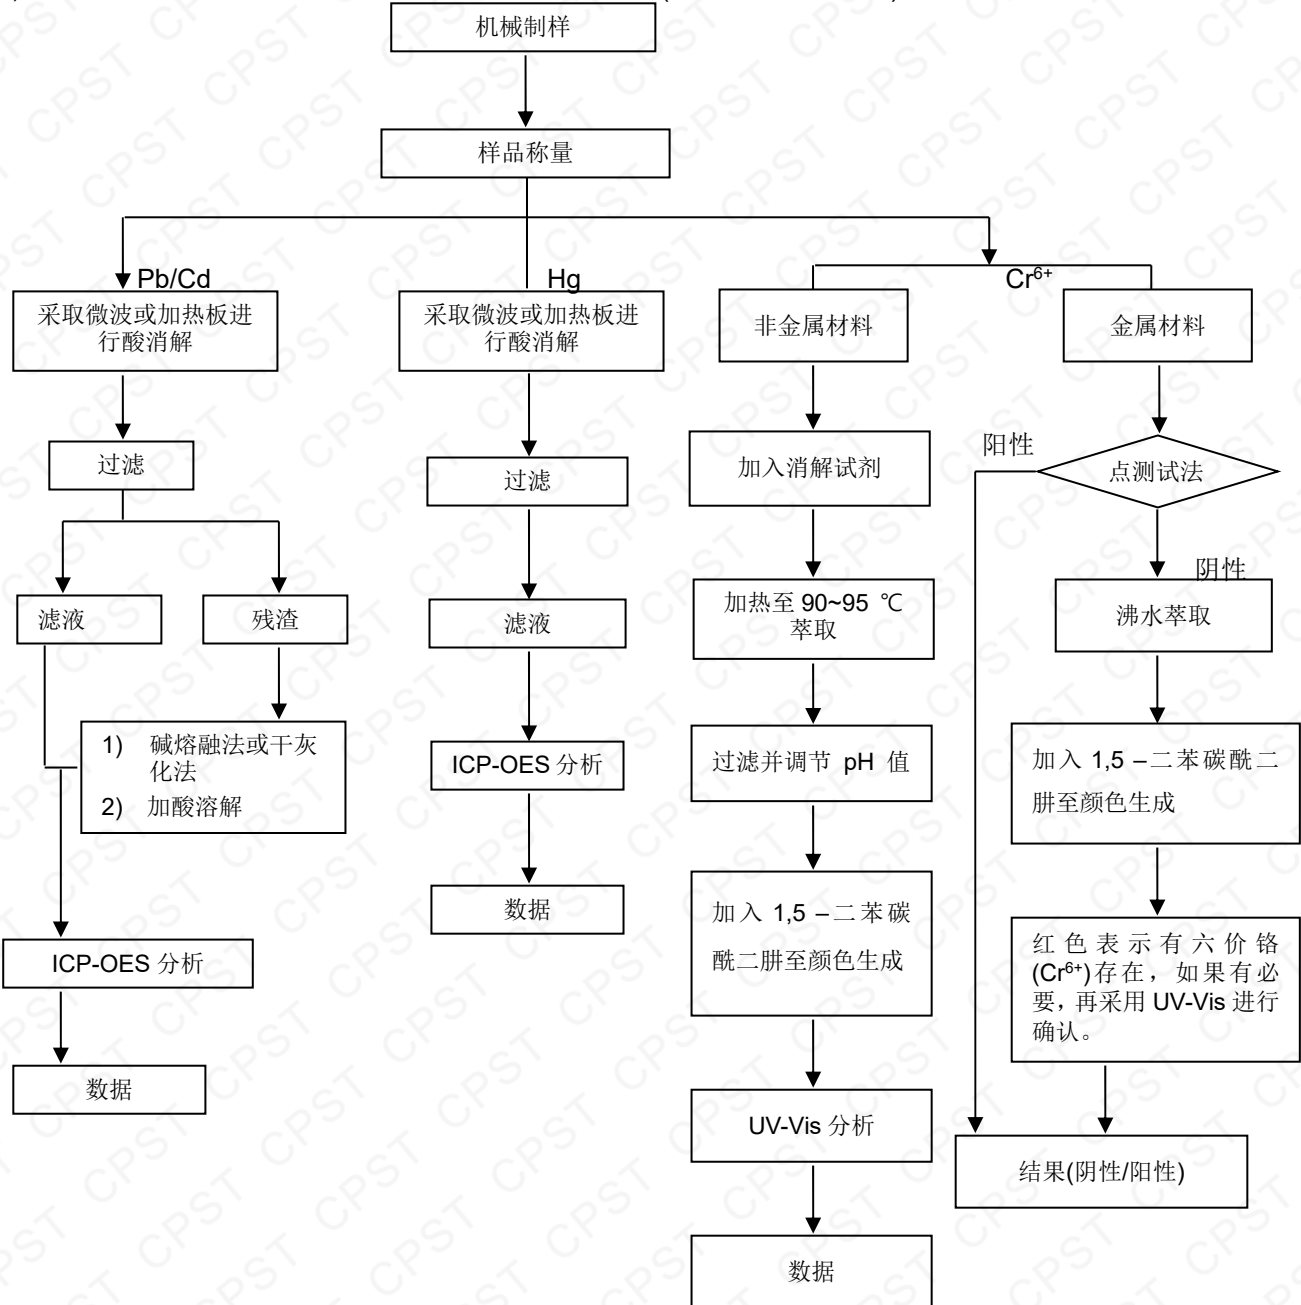 机械制样
样品称量
Pb/Cd
采取微波或加热板进
行酸消解
过滤
滤液
残渣
1) 碱熔融法或干灰
化法
2) 加酸溶解
ICP-OES 分析
数据
Hg
采取微波或加热板进
行酸消解
过滤
滤液
ICP-OES 分析
数据
Cr⁶⁺
非金属材料
加入消解试剂
加热至 90~95 ℃
萃取
过滤并调节 pH 值
加入 1,5 –二苯碳
酰二肼至颜色生成
UV-Vis 分析
数据
金属材料
阳性
点测试法
阴性
沸水萃取
加入 1,5 –二苯碳酰二
肼至颜色生成
红色表示有六价铬
(Cr⁶⁺)存在，如果有必
要，再采用 UV-Vis 进行
确认。
结果(阴性/阳性)
CPST